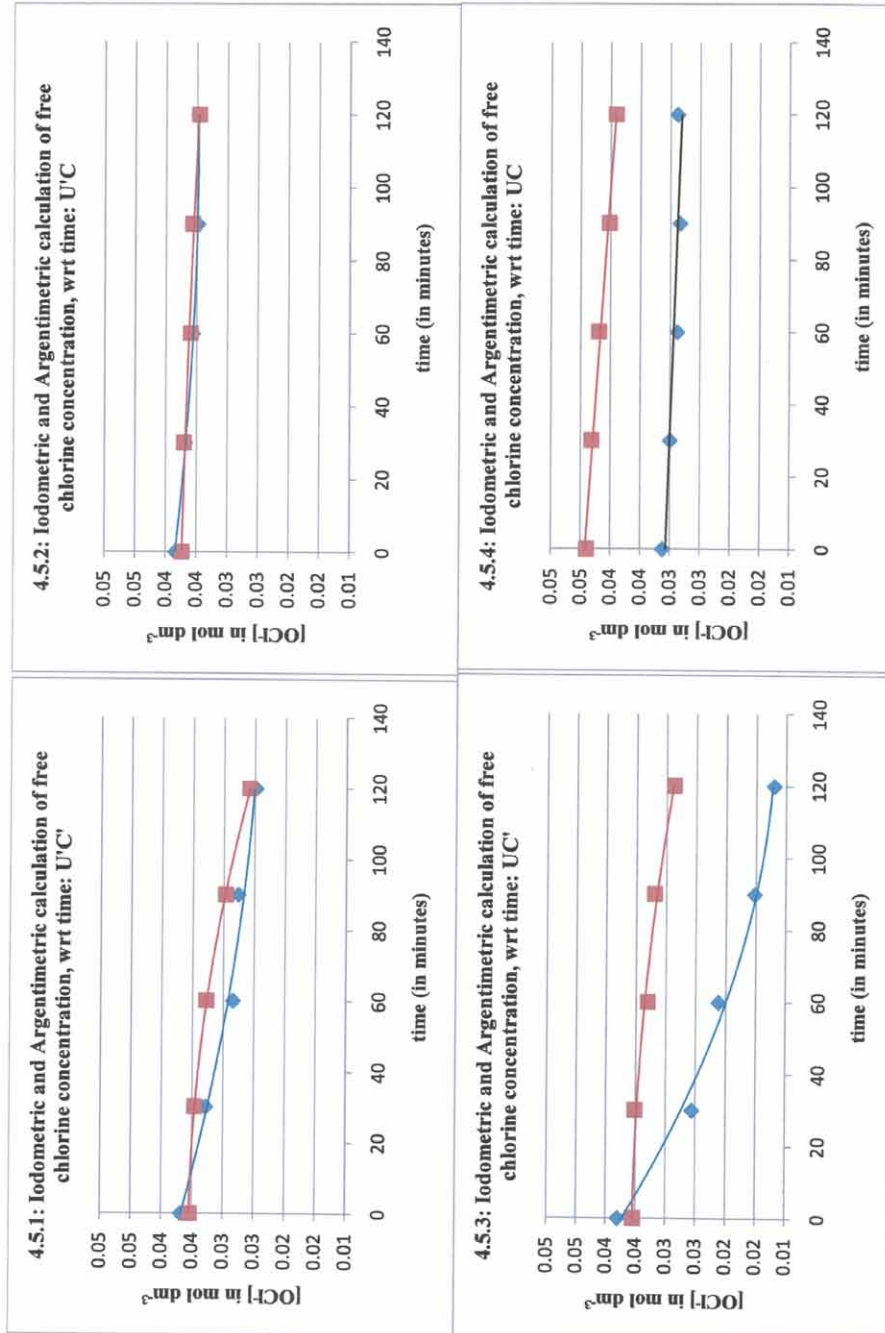 4.5.1: Iodometric and Argentimetric calculation of free
chlorine concentration, wrt time: U'C'
[OCl⁻] in mol dm⁻³
0.05
0.05
0.04
0.04
0.03
0.03
0.02
0.02
0.01
0 20 40 60 80 100 120 140
time (in minutes)
4.5.2: Iodometric and Argentimetric calculation of free
chlorine concentration, wrt time: U'C
[OCl⁻] in mol dm⁻³
0.05
0.05
0.04
0.04
0.03
0.03
0.02
0.02
0.01
0 20 40 60 80 100 120 140
time (in minutes)
4.5.3: Iodometric and Argentimetric calculation of free
chlorine concentration, wrt time: UC'
[OCl⁻] in mol dm⁻³
0.05
0.05
0.04
0.04
0.03
0.03
0.02
0.02
0.01
0 20 40 60 80 100 120 140
time (in minutes)
4.5.4: Iodometric and Argentimetric calculation of free
chlorine concentration, wrt time: UC
[OCl⁻] in mol dm⁻³
0.05
0.05
0.04
0.04
0.03
0.03
0.02
0.02
0.01
0 20 40 60 80 100 120 140
time (in minutes)